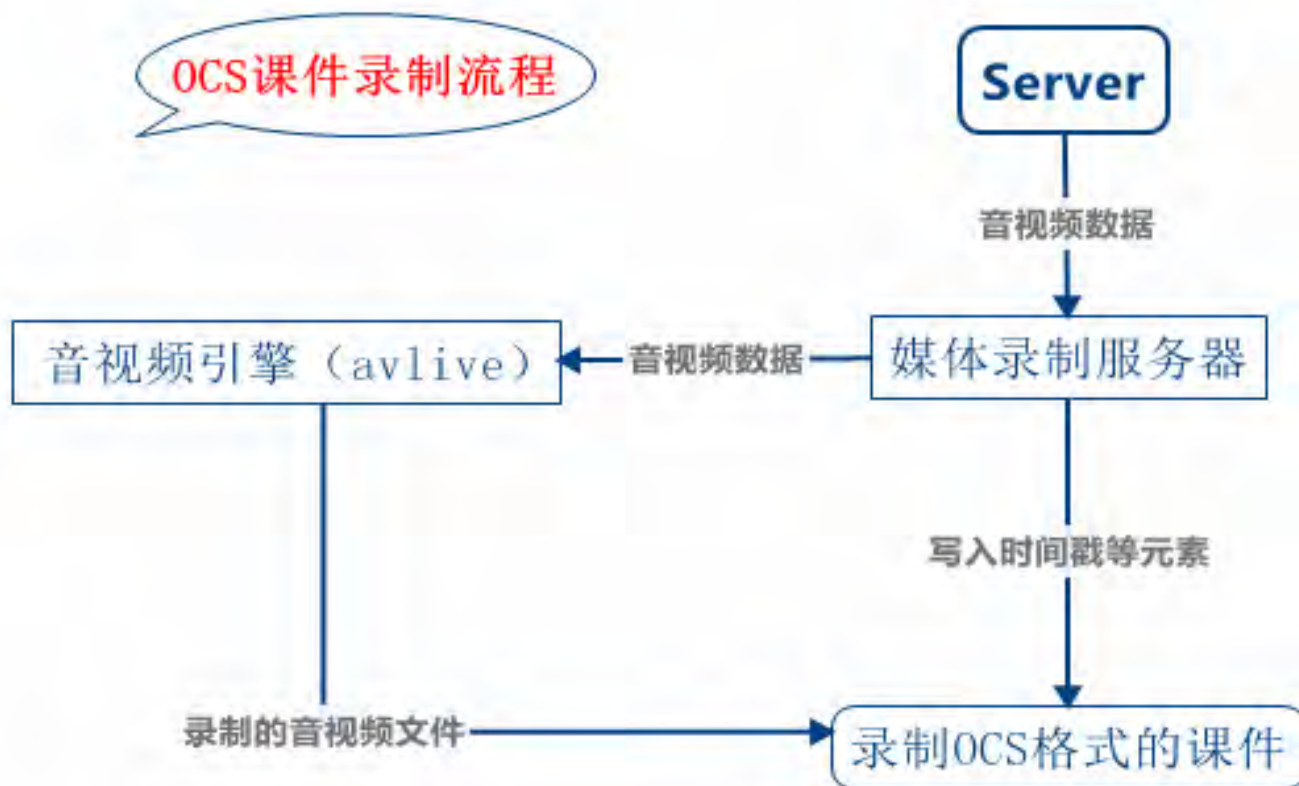 OCS课件录制流程
Server
音视频数据
音视频引擎（avlive）
音视频数据
媒体录制服务器
写入时间戳等元素
录制的音视频文件
录制OCS格式的课件